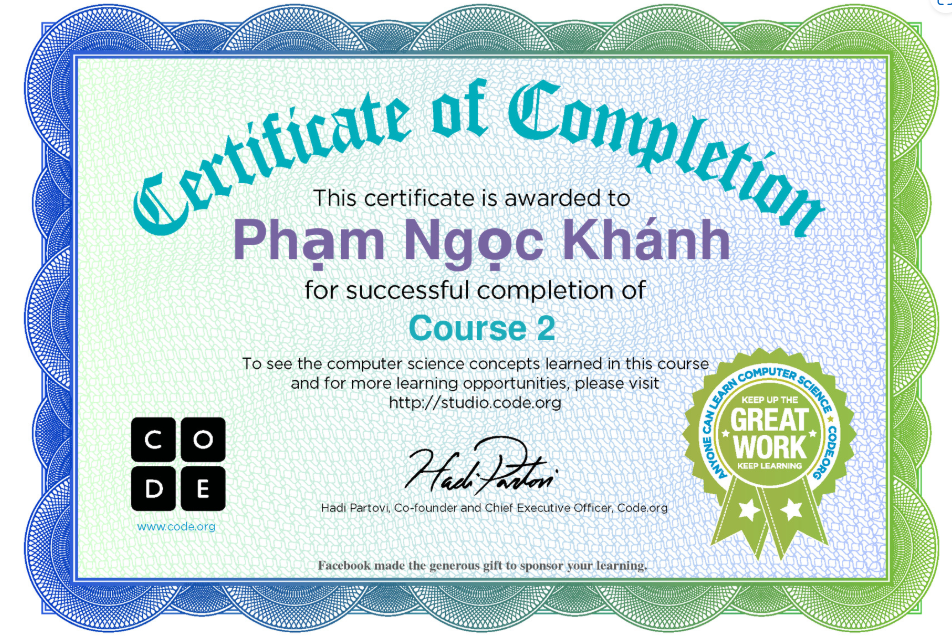 Certificate of Completion
This certificate is awarded to
Phạm Ngọc Khánh
for successful completion of
Course 2
To see the computer science concepts learned in this course
and for more learning opportunities, please visit
http://studio.code.org
C O
D E
www.code.org
Hadi Partovi
Hadi Partovi, Co-founder and Chief Executive Officer, Code.org
ANYONE CAN LEARN COMPUTER SCIENCE ★ CODE.ORG
KEEP UP THE
GREAT
WORK
KEEP LEARNING
Facebook made the generous gift to sponsor your learning.